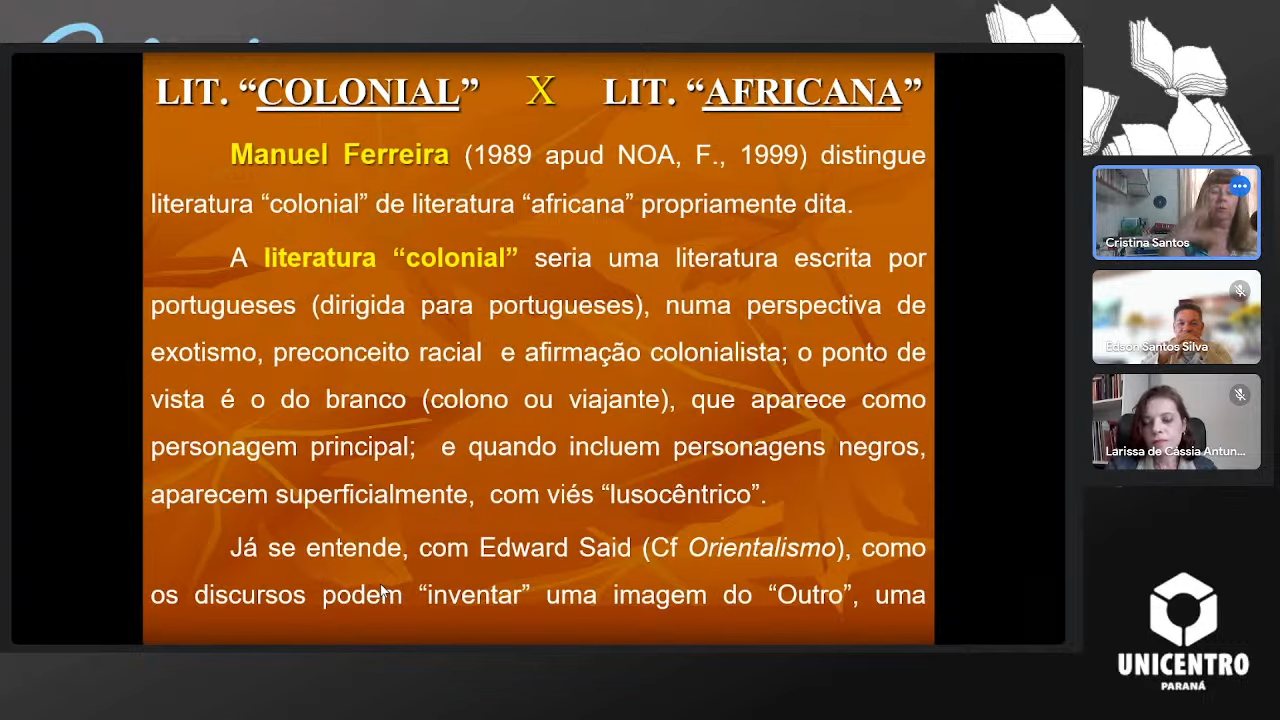 LIT. “COLONIAL” X LIT. “AFRICANA”
Manuel Ferreira (1989 apud NOA, F., 1999) distingue
literatura “colonial” de literatura “africana” propriamente dita.
A literatura “colonial” seria uma literatura escrita por
portugueses (dirigida para portugueses), numa perspectiva de
exotismo, preconceito racial e afirmação colonialista; o ponto de
vista é o do branco (colono ou viajante), que aparece como
personagem principal; e quando incluem personagens negros,
aparecem superficialmente, com viés “lusocêntrico”.
Já se entende, com Edward Said (Cf Orientalismo), como
os discursos podem “inventar” uma imagem do “Outro”, uma
Cristina Santos
Edson Santos Silva
Larissa de Cássia Antun...
UNICENTRO
PARANÁ